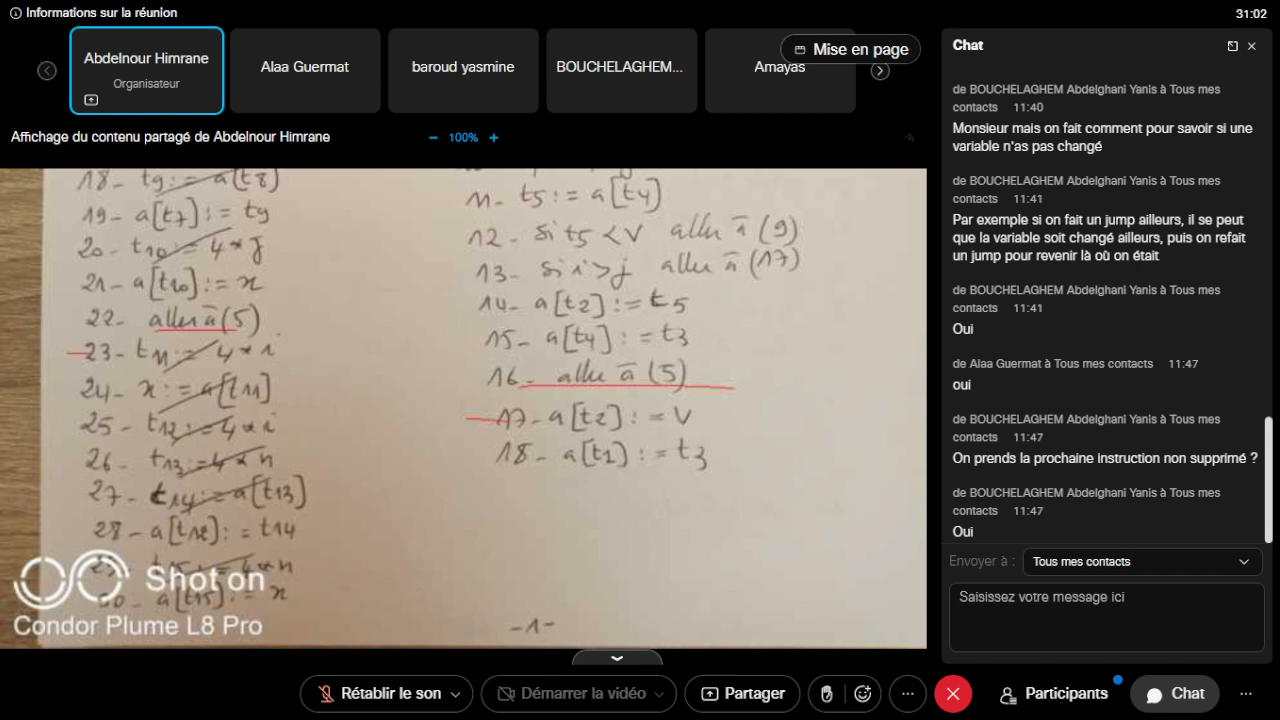 Informations sur la réunion
31:02
Abdelnour Himrane
Organisateur
Alaa Guermat
baroud yasmine
BOUCHELAGHEM...
Amayas
Mise en page
Affichage du contenu partagé de Abdelnour Himrane
100%
18- t9:= a[t8]
19- a[t7]:= t9
20- t10:= 4*j
21- a[t10]:= x
22- aller à (5)
23- t11:= 4*i
24- x:= a[t11]
25- t12:= 4*i
26- t13:= 4*n
27- t14:= a[t13]
28- a[t12]:= t14
a[t15]:= x
11- t5:= a[t4]
12- si t5 < v aller à (9)
13- si i>j aller à (17)
14- a[t2]:= t5
15- a[t4]:= t3
16- aller à (5)
17- a[t2]:= v
18- a[t1]:= t3
-1-
Shot on
Condor Plume L8 Pro
Chat
de BOUCHELAGHEM Abdelghani Yanis à Tous mes
contacts 11:40
Monsieur mais on fait comment pour savoir si une
variable n'as pas changé
de BOUCHELAGHEM Abdelghani Yanis à Tous mes
contacts 11:41
Par exemple si on fait un jump ailleurs, il se peut
que la variable soit changé ailleurs, puis on refait
un jump pour revenir là où on était
de BOUCHELAGHEM Abdelghani Yanis à Tous mes
contacts 11:41
Oui
de Alaa Guermat à Tous mes contacts 11:47
oui
de BOUCHELAGHEM Abdelghani Yanis à Tous mes
contacts 11:47
On prends la prochaine instruction non supprimé ?
de BOUCHELAGHEM Abdelghani Yanis à Tous mes
contacts 11:47
Oui
Envoyer à :
Tous mes contacts
Saisissez votre message ici
Rétablir le son
Démarrer la vidéo
Partager
Participants
Chat